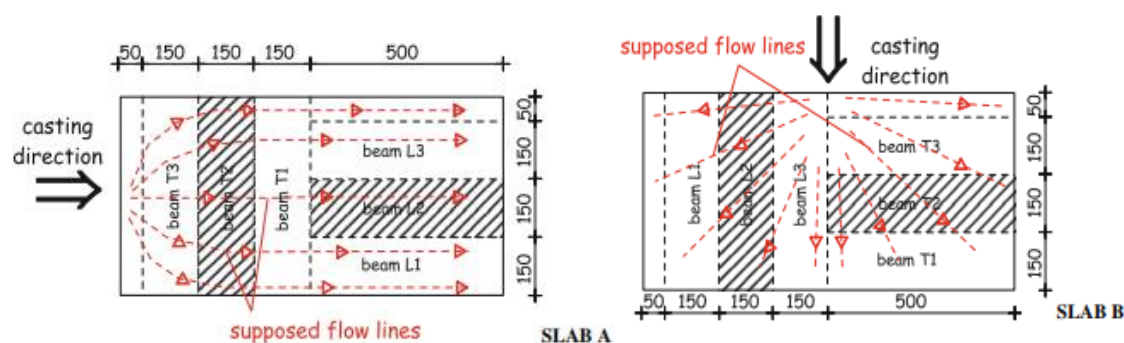 50 150 150 150 500
casting
direction
beam T3
beam T2
beam T1
beam L3
beam L2
beam L1
50
150
150
150
supposed flow lines
SLAB A
supposed flow lines
casting
direction
beam L1
beam L2
beam L3
beam T3
beam T2
beam T1
50
150
150
150
50 150 150 150 500
SLAB B